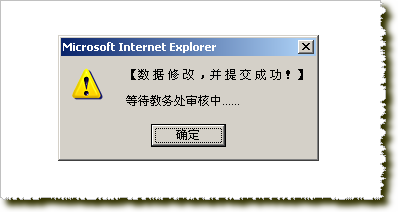 Microsoft Internet Explorer
【数据修改，并提交成功！】
等待教务处审核中......
确定